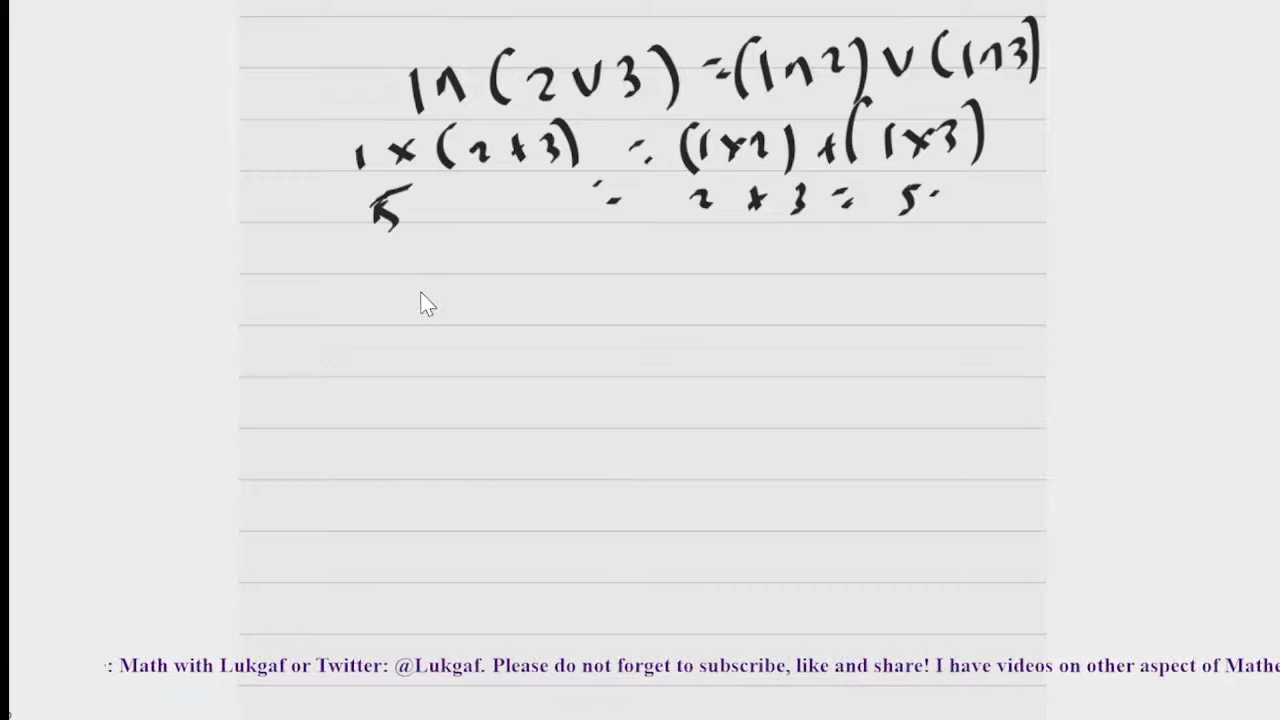 1 ∩ (2 ∪ 3) = (1 ∩ 2) ∪ (1 ∩ 3)
1 × (2 + 3) = (1 × 2) + (1 × 3)
5 = 2 + 3 = 5.
: Math with Lukgaf or Twitter: @Lukgaf. Please do not forget to subscribe, like and share! I have videos on other aspect of Mathe